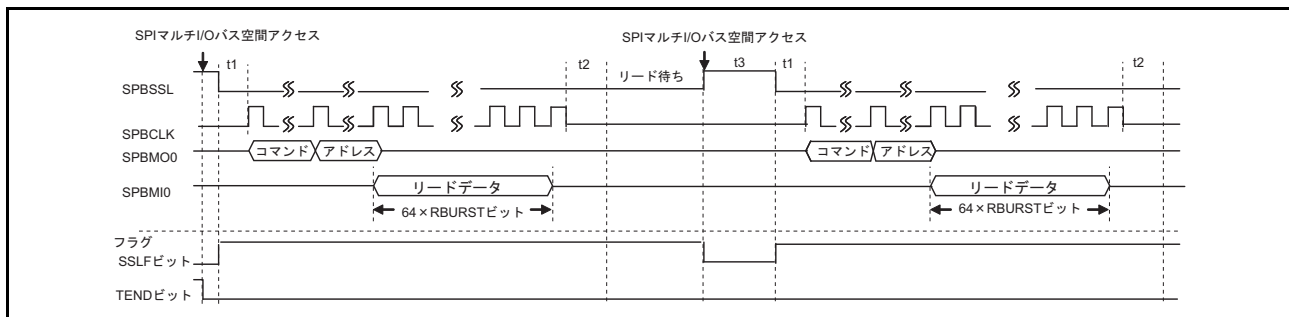 SPIマルチI/Oバス空間アクセス
SPIマルチI/Oバス空間アクセス
t1
t2
リード待ち
t3
t1
t2
SPBSSL
SPBCLK
SPBMO0
コマンド
アドレス
コマンド
アドレス
SPBMI0
リードデータ
リードデータ
64×RBURSTビット
64×RBURSTビット
フラグ
SSLFビット
TENDビット